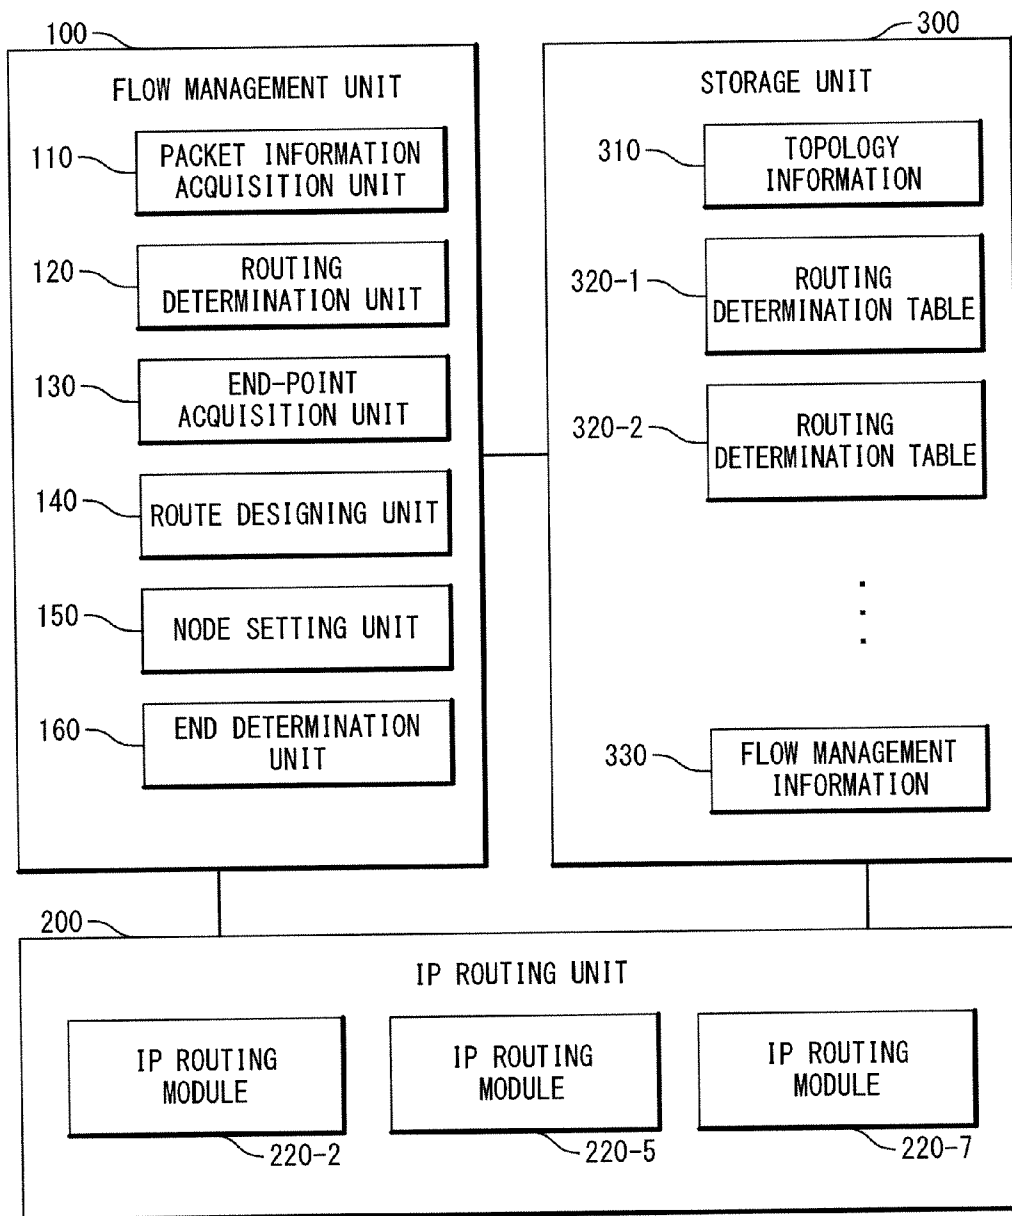 100
FLOW MANAGEMENT UNIT
110
PACKET INFORMATION
ACQUISITION UNIT
120
ROUTING
DETERMINATION UNIT
130
END-POINT
ACQUISITION UNIT
140
ROUTE DESIGNING UNIT
150
NODE SETTING UNIT
160
END DETERMINATION
UNIT
300
STORAGE UNIT
310
TOPOLOGY
INFORMATION
320-1
ROUTING
DETERMINATION TABLE
320-2
ROUTING
DETERMINATION TABLE
330
FLOW MANAGEMENT
INFORMATION
200
IP ROUTING UNIT
IP ROUTING
MODULE
220-2
IP ROUTING
MODULE
220-5
IP ROUTING
MODULE
220-7